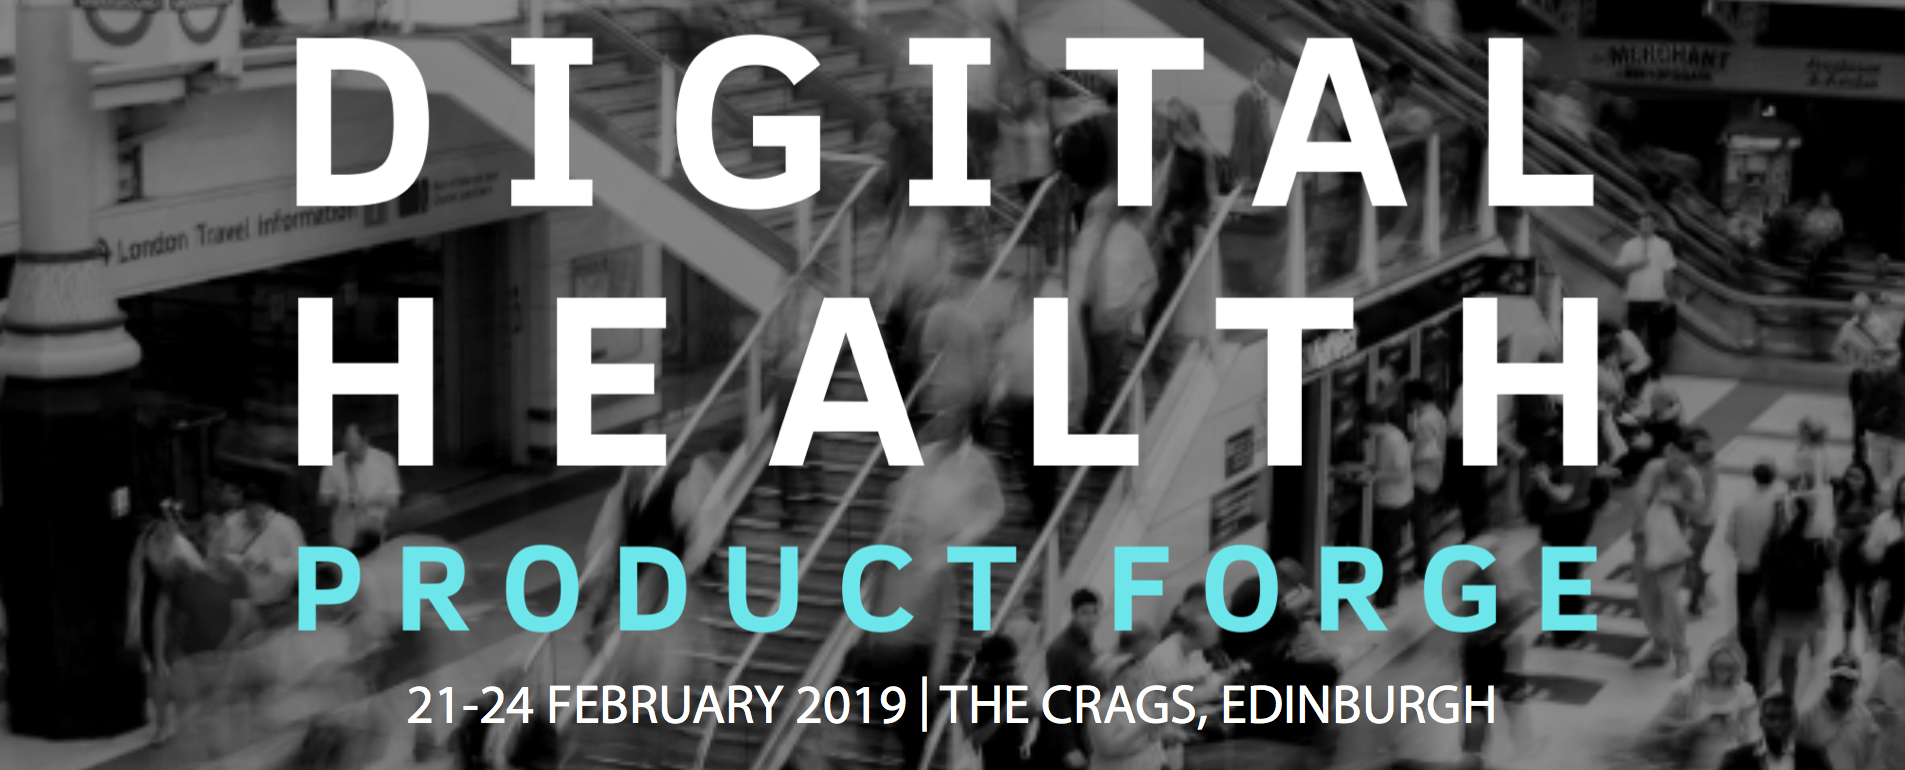 DIGITAL
HEALTH
PRODUCT FORGE
21-24 FEBRUARY 2019 | THE CRAGS, EDINBURGH
London Travel Information
MERCHANT